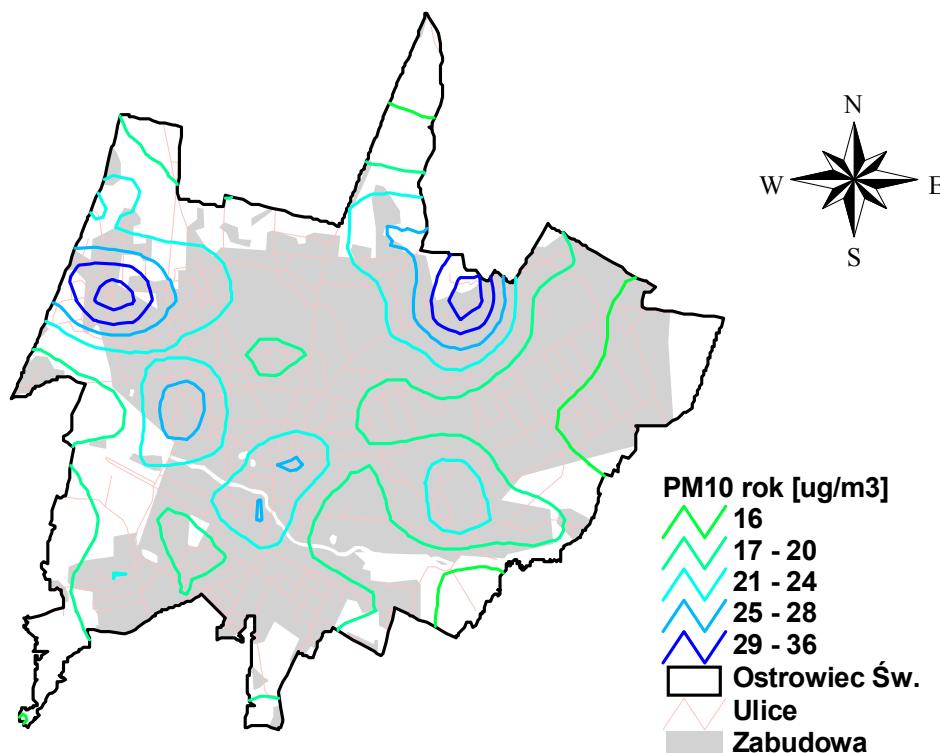 N
W E
S
PM10 rok [ug/m3]
16
17 - 20
21 - 24
25 - 28
29 - 36
Ostrowiec Św.
Ulice
Zabudowa